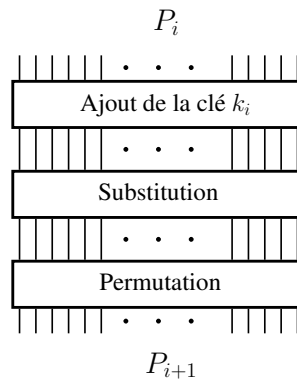 P_i
Ajout de la clé k_i
Substitution
Permutation
P_{i+1}